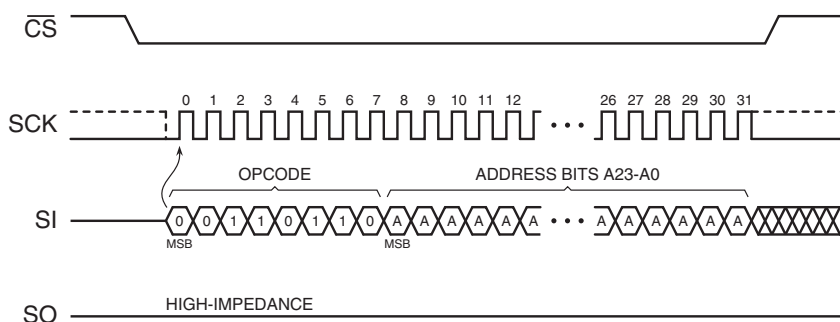 CS
SCK
0 1 2 3 4 5 6 7 8 9 10 11 12 26 27 28 29 30 31
OPCODE ADDRESS BITS A23-A0
SI
0 0 1 1 0 1 1 0 A A A A A A A A A A A A
MSB MSB
SO
HIGH-IMPEDANCE